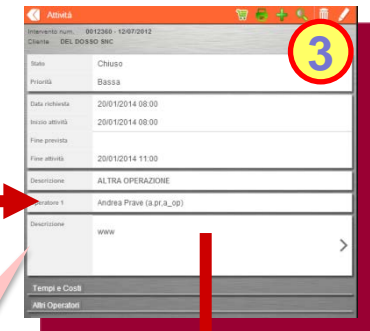 Attività
Intervento num. 0012360 - 12/07/2012
Cliente DEL DOSSO SNC
3
Stato Chiuso
Priorità Bassa
Data richiesta 20/01/2014 08:00
Inizio attività 20/01/2014 08:00
Fine prevista
Fine attività 20/01/2014 11:00
Descrizione ALTRA OPERAZIONE
Operatore 1 Andrea Prave (a.pr,a_op)
Descrizione
www
Tempi e Costi
Altri Operatori